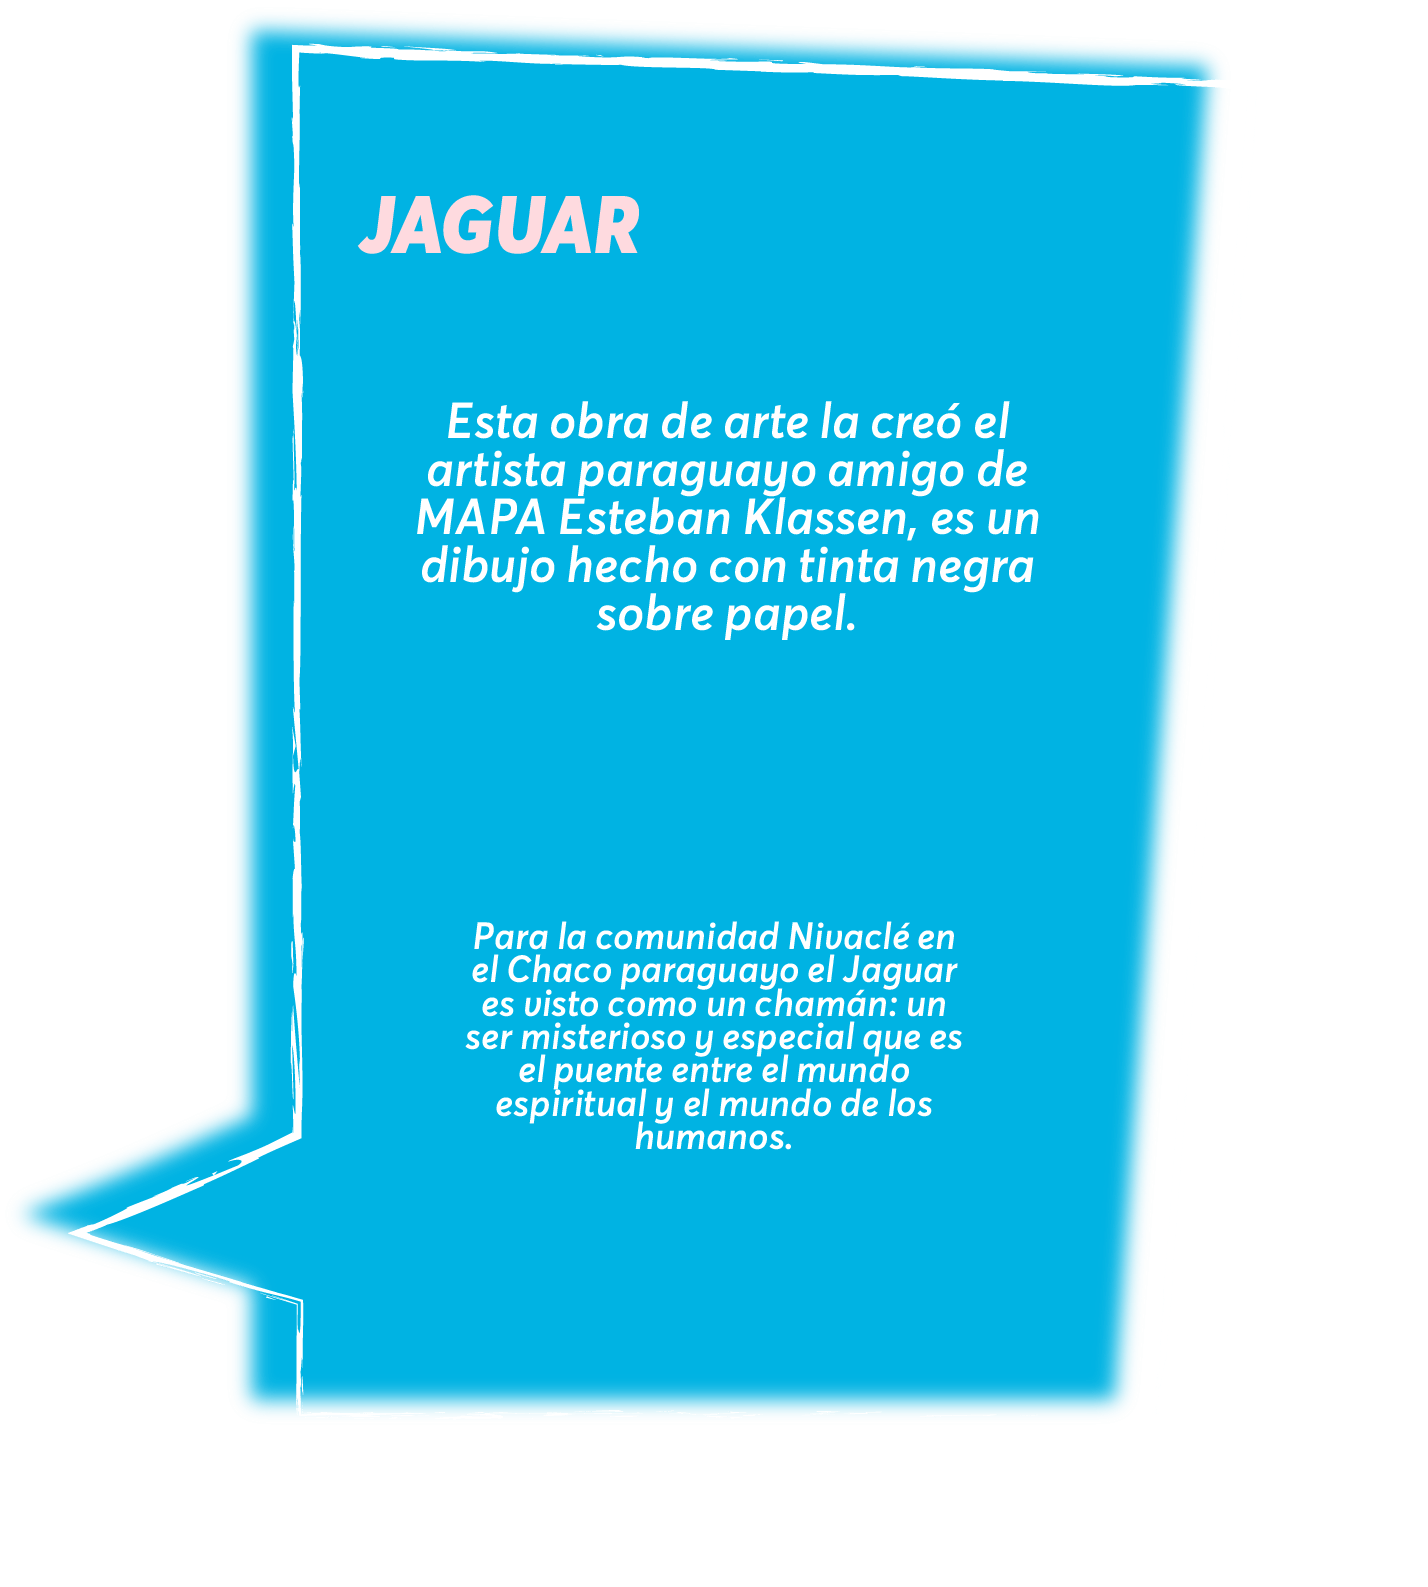 JAGUAR
Esta obra de arte la creó el
artista paraguayo amigo de
MAPA Esteban Klassen, es un
dibujo hecho con tinta negra
sobre papel.
Para la comunidad Nivaclé en
el Chaco paraguayo el Jaguar
es visto como un chamán: un
ser misterioso y especial que es
el puente entre el mundo
espiritual y el mundo de los
humanos.